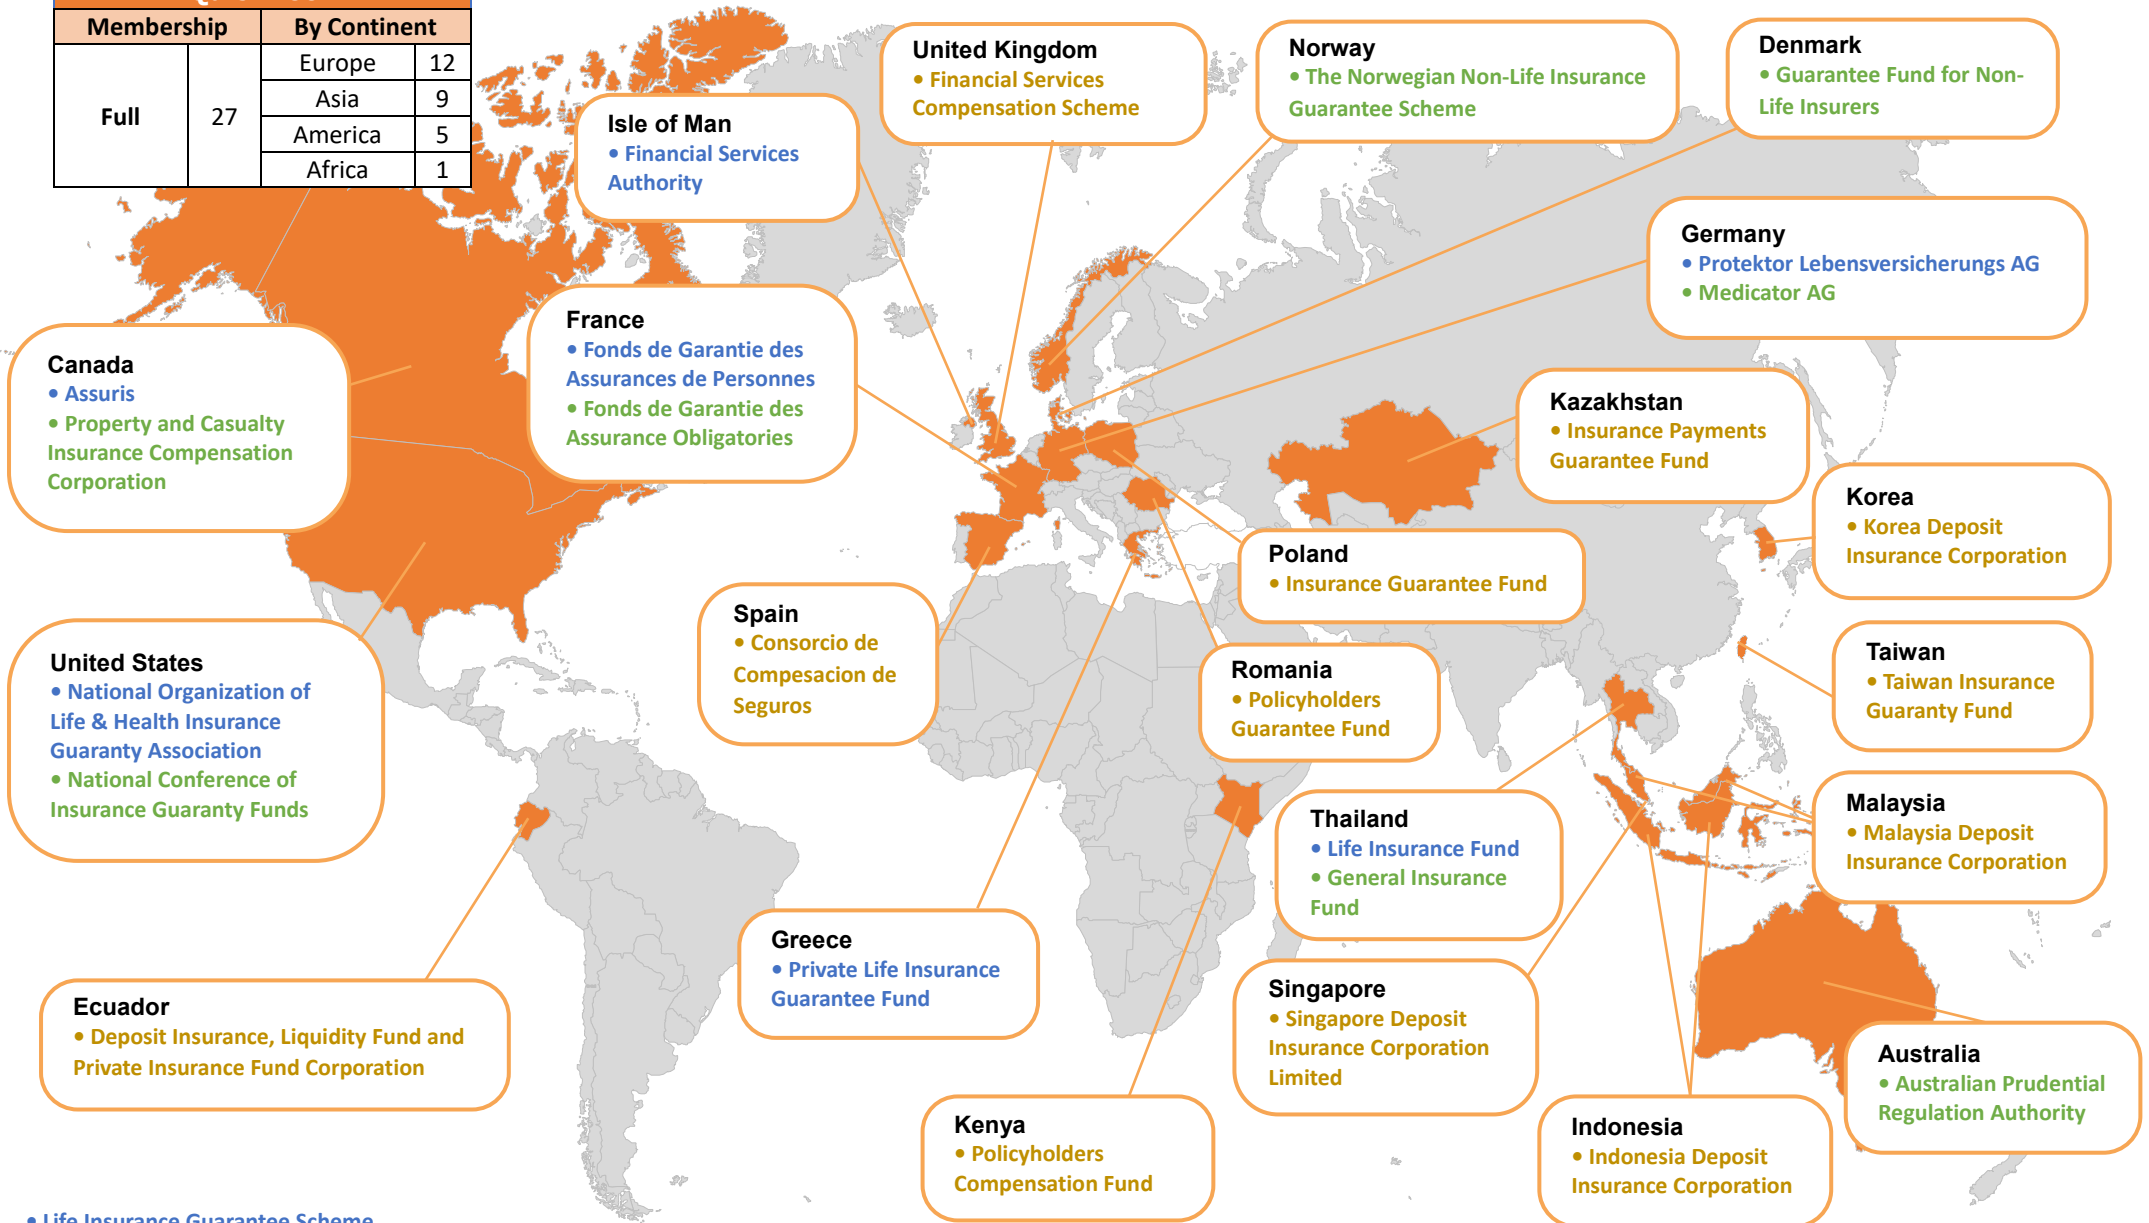 Membership By Continent
Full 27
Europe 12
Asia 9
America 5
Africa 1
United Kingdom
• Financial Services
Compensation Scheme
Norway
• The Norwegian Non-Life Insurance
Guarantee Scheme
Denmark
• Guarantee Fund for Non-
Life Insurers
Isle of Man
• Financial Services
Authority
Germany
• Protektor Lebensversicherungs AG
• Medicator AG
France
• Fonds de Garantie des
Assurances de Personnes
• Fonds de Garantie des
Assurance Obligatories
Canada
• Assuris
• Property and Casualty
Insurance Compensation
Corporation
Kazakhstan
• Insurance Payments
Guarantee Fund
Korea
• Korea Deposit
Insurance Corporation
Poland
• Insurance Guarantee Fund
Spain
• Consorcio de
Compesacion de
Seguros
United States
• National Organization of
Life & Health Insurance
Guaranty Association
• National Conference of
Insurance Guaranty Funds
Romania
• Policyholders
Guarantee Fund
Taiwan
• Taiwan Insurance
Guaranty Fund
Thailand
• Life Insurance Fund
• General Insurance
Fund
Malaysia
• Malaysia Deposit
Insurance Corporation
Greece
• Private Life Insurance
Guarantee Fund
Ecuador
• Deposit Insurance, Liquidity Fund and
Private Insurance Fund Corporation
Singapore
• Singapore Deposit
Insurance Corporation
Limited
Australia
• Australian Prudential
Regulation Authority
Kenya
• Policyholders
Compensation Fund
Indonesia
• Indonesia Deposit
Insurance Corporation
• Life Insurance Guarantee Scheme